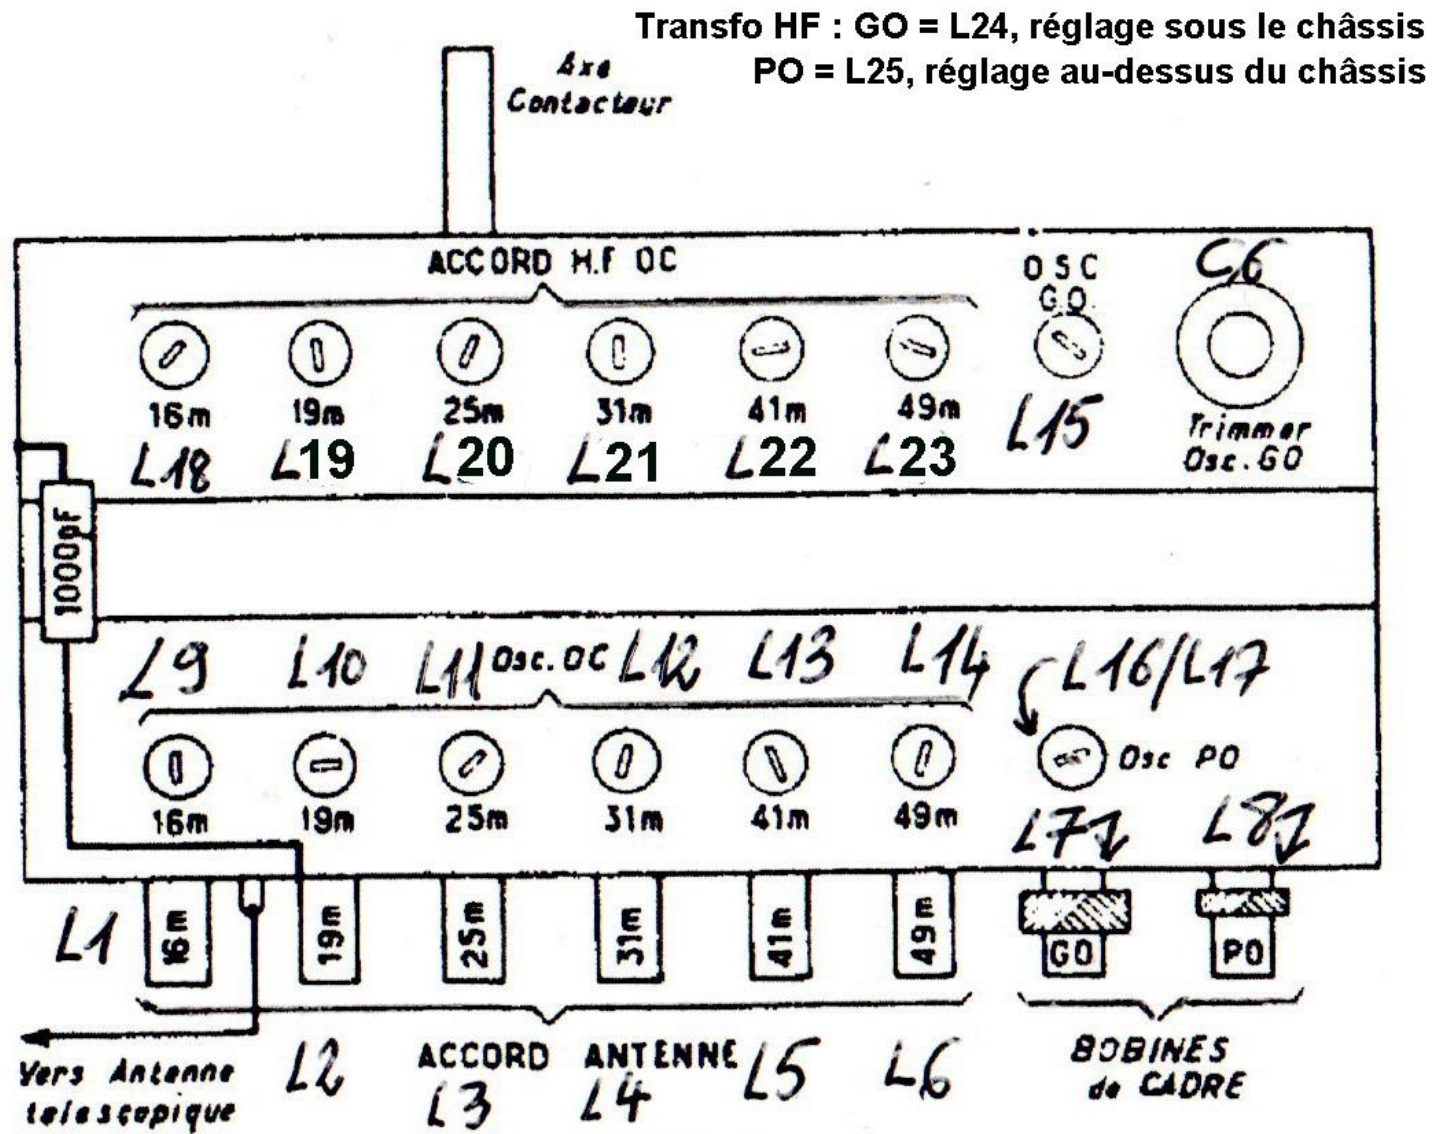 Transfo HF : GO = L24, réglage sous le châssis
PO = L25, réglage au-dessus du châssis
Axe
Contacteur
ACCORD H.F OC
OSC
G.O.
C6
16m 19m 25m 31m 41m 49m
L18 L19 L20 L21 L22 L23 L15
Trimmer
Osc. GO
1000pF
L9 L10 L11 Osc. OC L12 L13 L14 L16/L17
Osc PO
16m 19m 25m 31m 41m 49m
L7 L8
L1 16m 19m 25m 31m 41m 49m GO PO
Vers Antenne
telescopique
L2 ACCORD ANTENNE L5 L6
L3 L4
BOBINES
de CADRE